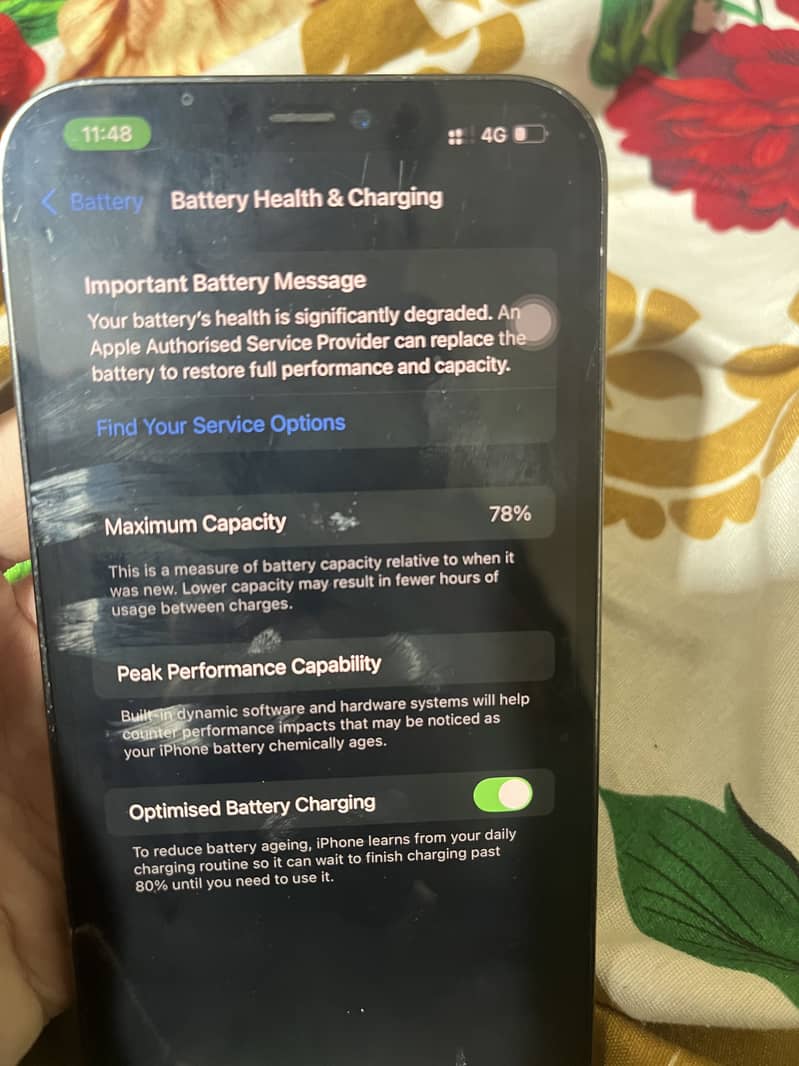 11:48 4G
Battery Battery Health & Charging
Important Battery Message
Your battery's health is significantly degraded. An
Apple Authorised Service Provider can replace the
battery to restore full performance and capacity.
Find Your Service Options
Maximum Capacity 78%
This is a measure of battery capacity relative to when it
was new. Lower capacity may result in fewer hours of
usage between charges.
Peak Performance Capability
Built-in dynamic software and hardware systems will help
counter performance impacts that may be noticed as
your iPhone battery chemically ages.
Optimised Battery Charging
To reduce battery ageing, iPhone learns from your daily
charging routine so it can wait to finish charging past
80% until you need to use it.